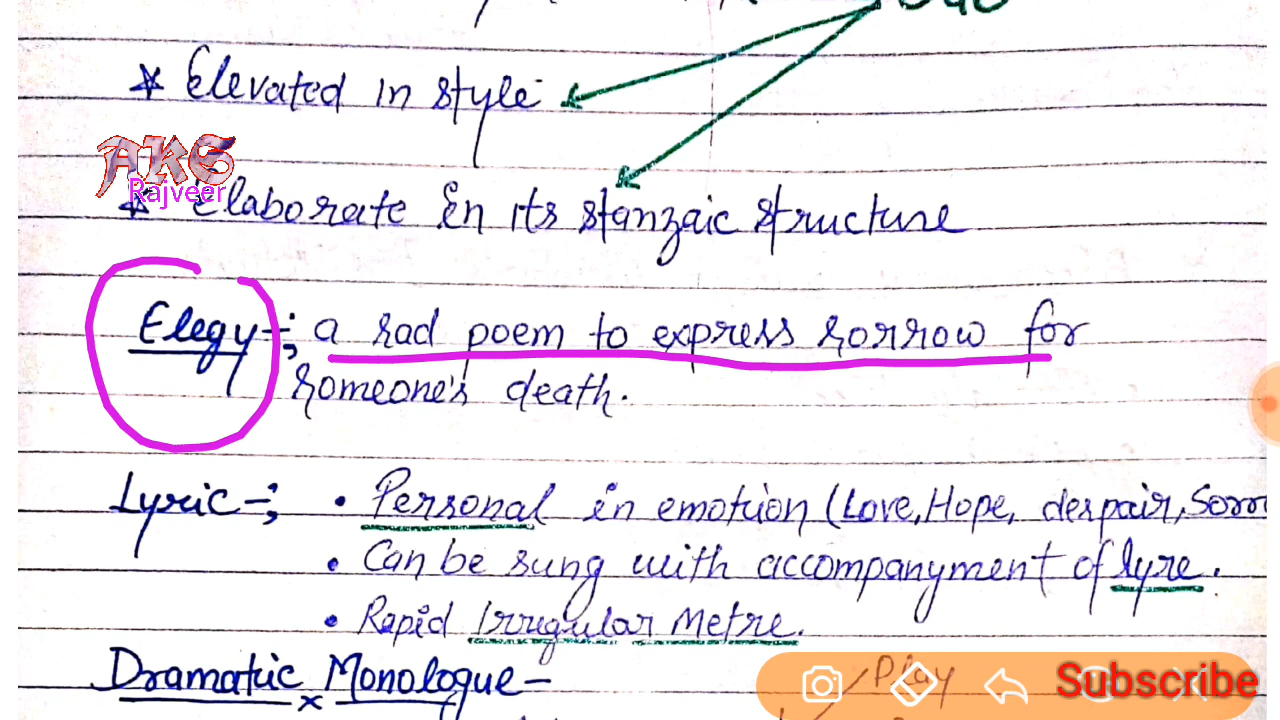 * Elevated in style
AKS
Rajveer
* Elaborate in its stanzaic structure
Elegy-; a sad poem to express sorrow for
someone's death.
Lyric-; • Personal in emotion (Love, Hope, despair, Sorro
• Can be sung with accompanyment of lyre.
• Rapid Irregular Metre.
Dramatic Monologue-
Play
Subscribe